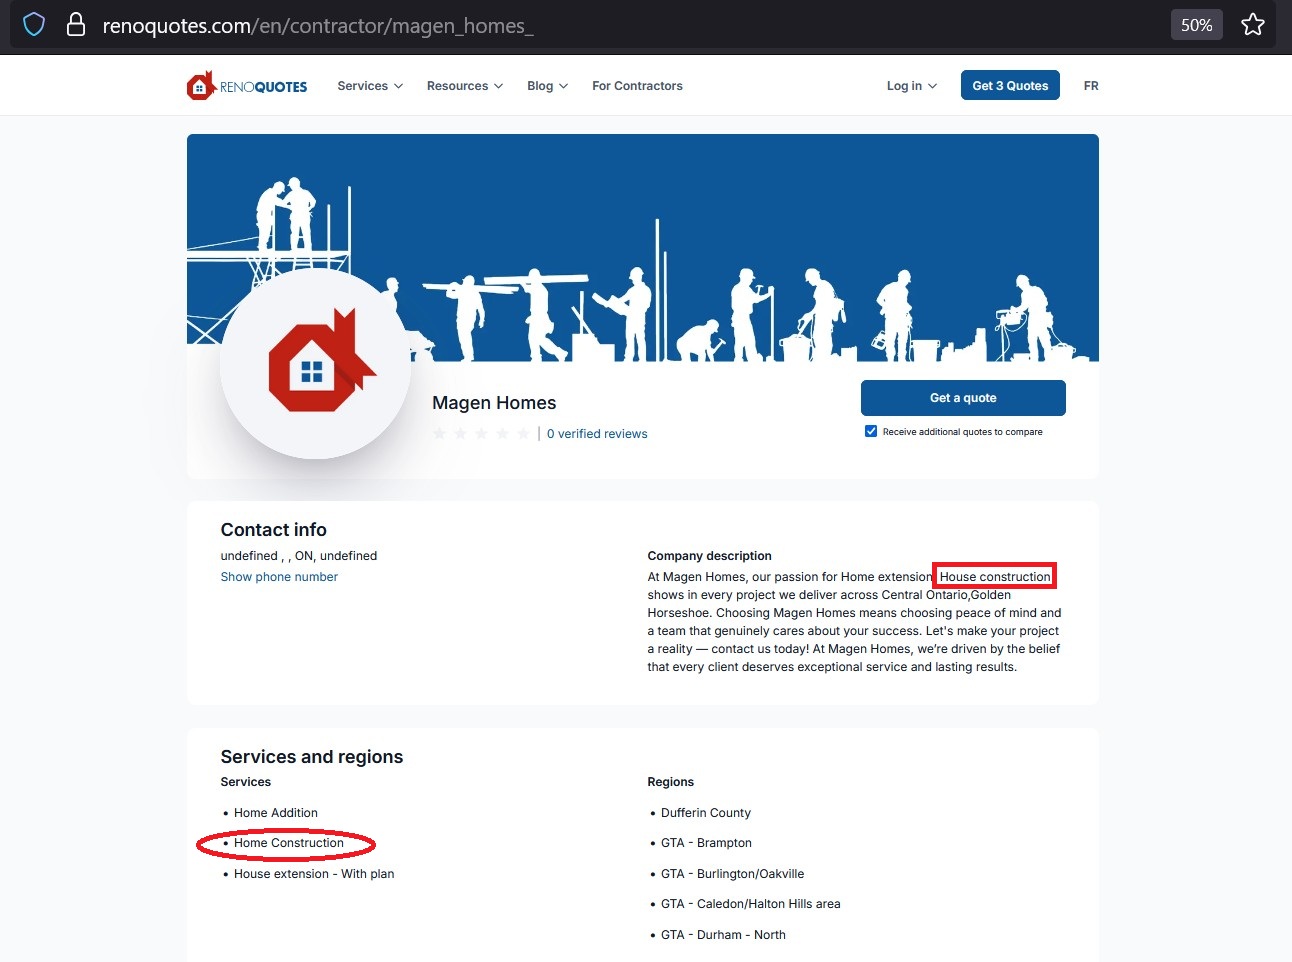 renoquotes.com/en/contractor/magen_homes_
50%
RENOQUOTES
Services
Resources
Blog
For Contractors
Log in
Get 3 Quotes
FR
Magen Homes
0 verified reviews
Get a quote
Receive additional quotes to compare
Contact info
undefined , , ON, undefined
Show phone number
Company description
At Magen Homes, our passion for Home extension House construction
shows in every project we deliver across Central Ontario,Golden
Horseshoe. Choosing Magen Homes means choosing peace of mind and
a team that genuinely cares about your success. Let's make your project
a reality — contact us today! At Magen Homes, we're driven by the belief
that every client deserves exceptional service and lasting results.
Services and regions
Services
• Home Addition
• Home Construction
• House extension - With plan
Regions
• Dufferin County
• GTA - Brampton
• GTA - Burlington/Oakville
• GTA - Caledon/Halton Hills area
• GTA - Durham - North